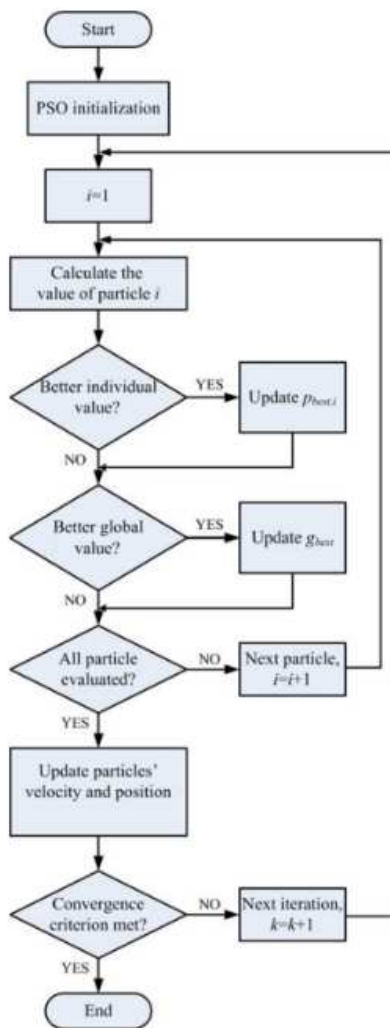 Start
PSO initialization
i=1
Calculate the
value of particle i
Better individual
value?
YES
Update pbest,i
NO
Better global
value?
YES
Update gbest
NO
All particle
evaluated?
NO
Next particle,
i=i+1
YES
Update particles'
velocity and position
Convergence
criterion met?
NO
Next iteration,
k=k+1
YES
End